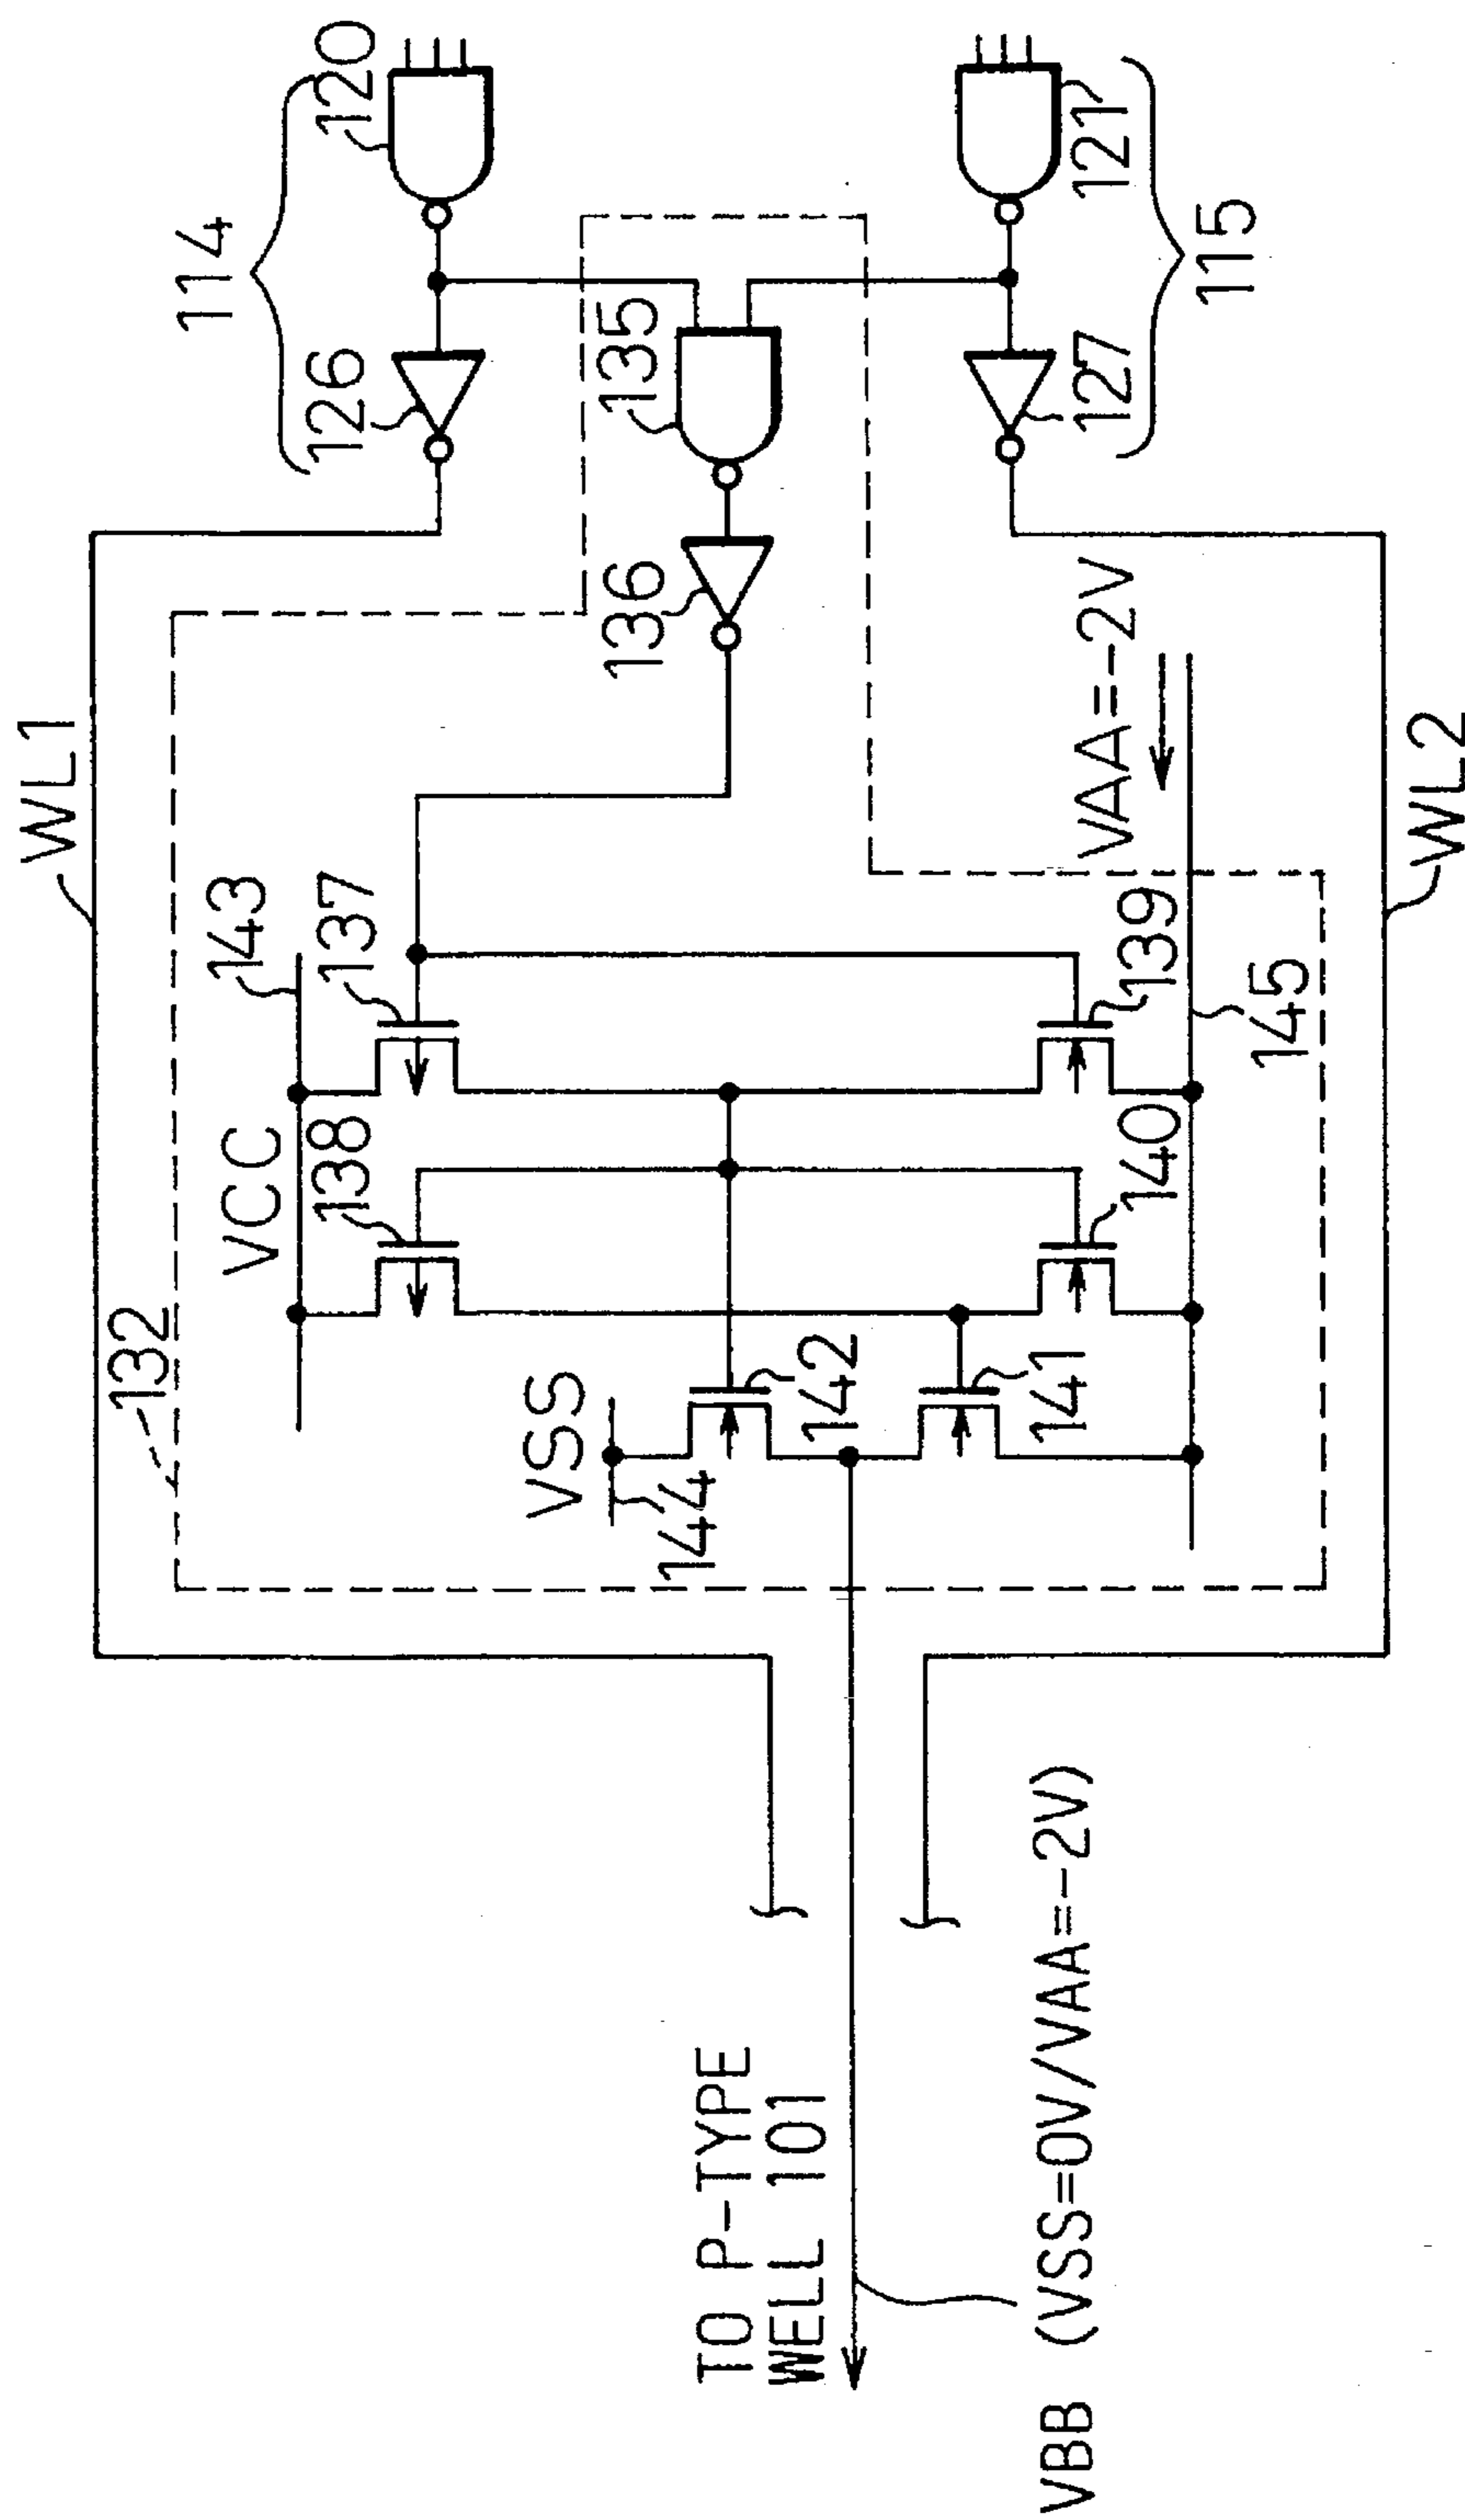 WL1
132
143
VCC
138
137
114
126
120
VSS
144
142
136
135
141
140
139
VAA=-2V
127
121
145
115
WL2
TO P-TYPE
WELL 101
VBB (VSS=0V/VAA=-2V)